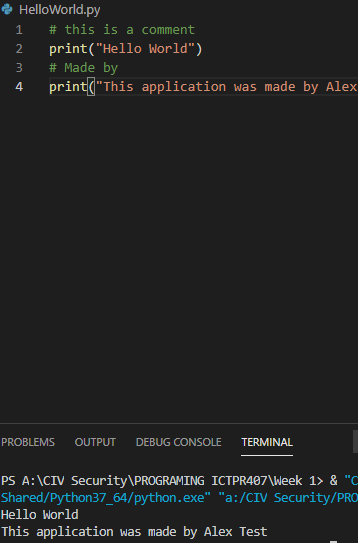 HelloWorld.py
1 # this is a comment
2 print("Hello World")
3 # Made by
4 print("This application was made by Alex
PROBLEMS OUTPUT DEBUG CONSOLE TERMINAL
PS A:\CIV Security\PROGRAMING ICTPR407\Week 1> & "C
Shared/Python37_64/python.exe" "a:/CIV Security/PRO
Hello World
This application was made by Alex Test